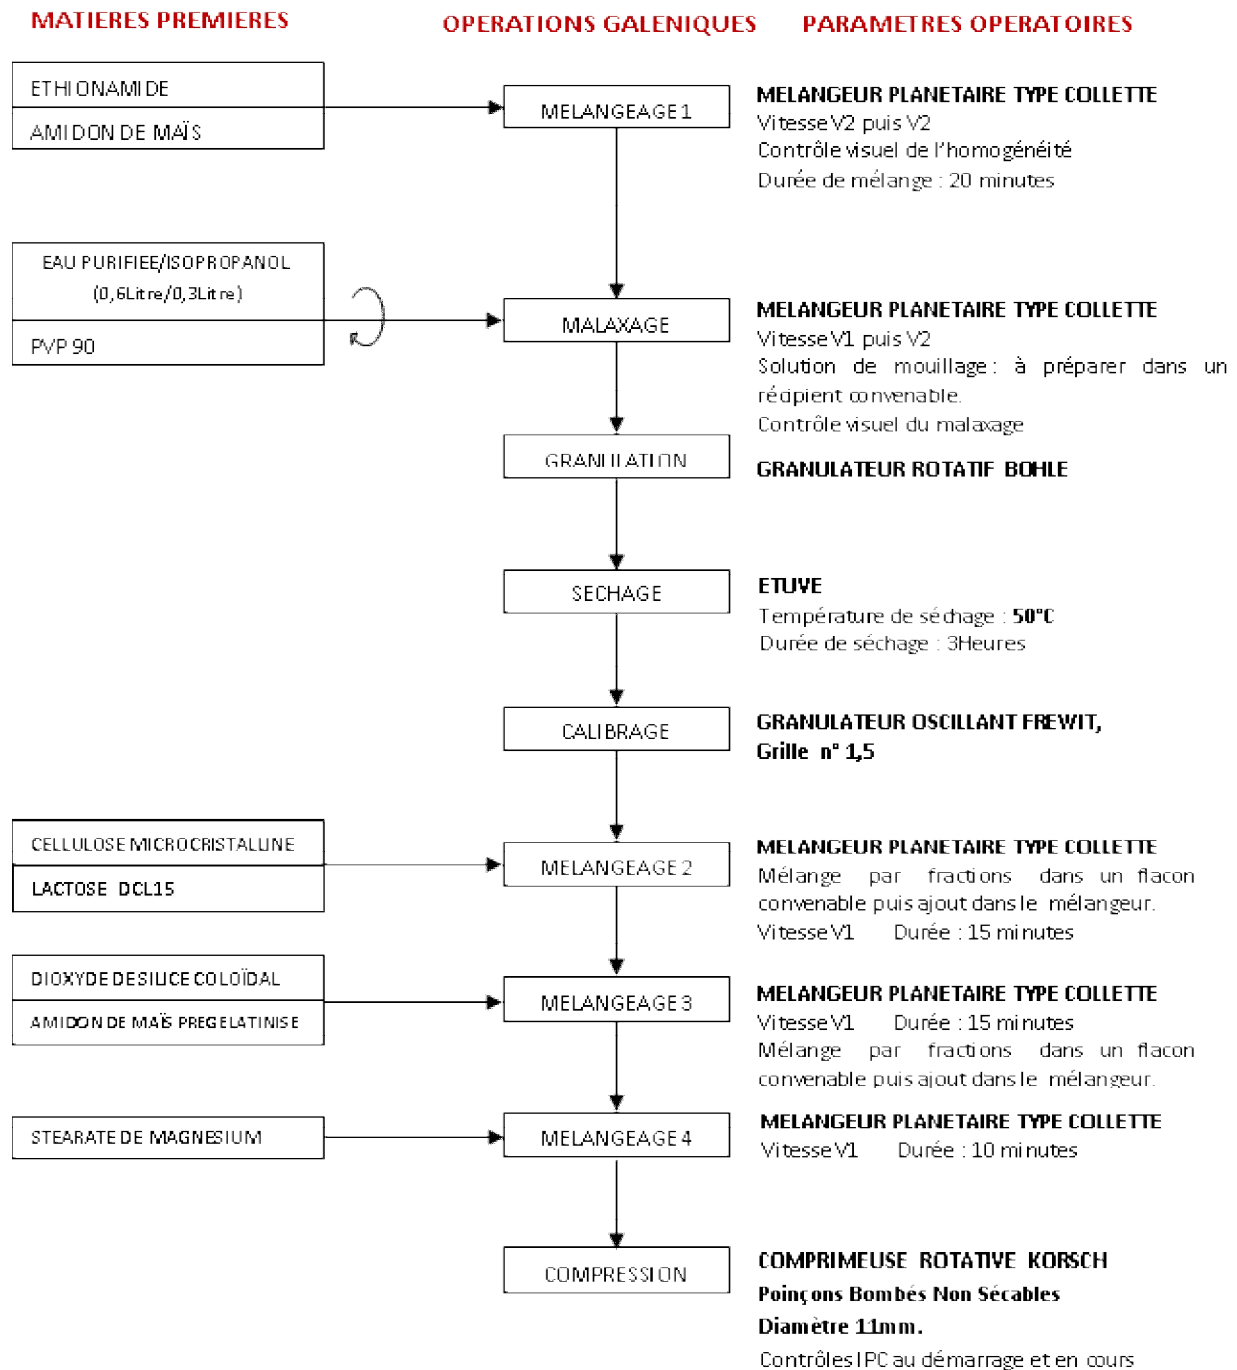 MATIERES PREMIERES
OPERATIONS GALENIQUES
PARAMETRES OPERATOIRES
ETHIONAMIDE
AMIDON DE MAÏS
MELANGEAGE 1
MELANGEUR PLANETAIRE TYPE COLLETTE
Vitesse V2 puis V2
Contrôle visuel de l'homogénéité
Durée de mélange : 20 minutes
EAU PURIFIEE/ISOPROPANOL
(0,6Litre/0,3Litre)
PVP 90
MALAXAGE
MELANGEUR PLANETAIRE TYPE COLLETTE
Vitesse V1 puis V2
Solution de mouillage : à préparer dans un
récipient convenable.
Contrôle visuel du malaxage
GRANULATION
GRANULATEUR ROTATIF BOHLE
SECHAGE
ETUVE
Température de séchage : 50°C
Durée de séchage : 3Heures
CALIBRAGE
GRANULATEUR OSCILLANT FREWIT,
Grille n° 1,5
CELLULOSE MICROCRISTALLINE
LACTOSE DCL15
MELANGEAGE 2
MELANGEUR PLANETAIRE TYPE COLLETTE
Mélange par fractions dans un flacon
convenable puis ajout dans le mélangeur.
Vitesse V1 Durée : 15 minutes
DIOXYDE DE SILICE COLOÏDAL
AMIDON DE MAÏS PREGELATINISE
MELANGEAGE 3
MELANGEUR PLANETAIRE TYPE COLLETTE
Vitesse V1 Durée : 15 minutes
Mélange par fractions dans un flacon
convenable puis ajout dans le mélangeur.
STEARATE DE MAGNESIUM
MELANGEAGE 4
MELANGEUR PLANETAIRE TYPE COLLETTE
Vitesse V1 Durée : 10 minutes
COMPRESSION
COMPRIMEUSE ROTATIVE KORSCH
Poinçons Bombés Non Sécables
Diamètre 11mm.
Contrôles IPC au démarrage et en cours